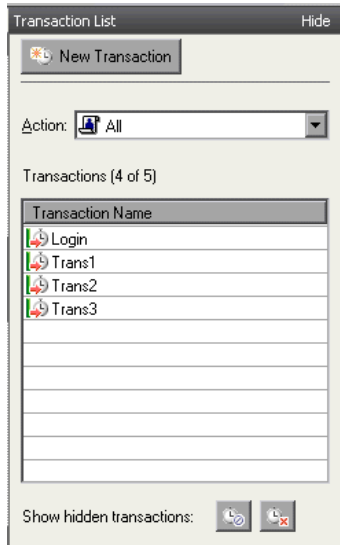 Transaction List Hide
New Transaction
Action: All
Transactions (4 of 5)
Transaction Name
Login
Trans1
Trans2
Trans3
Show hidden transactions: